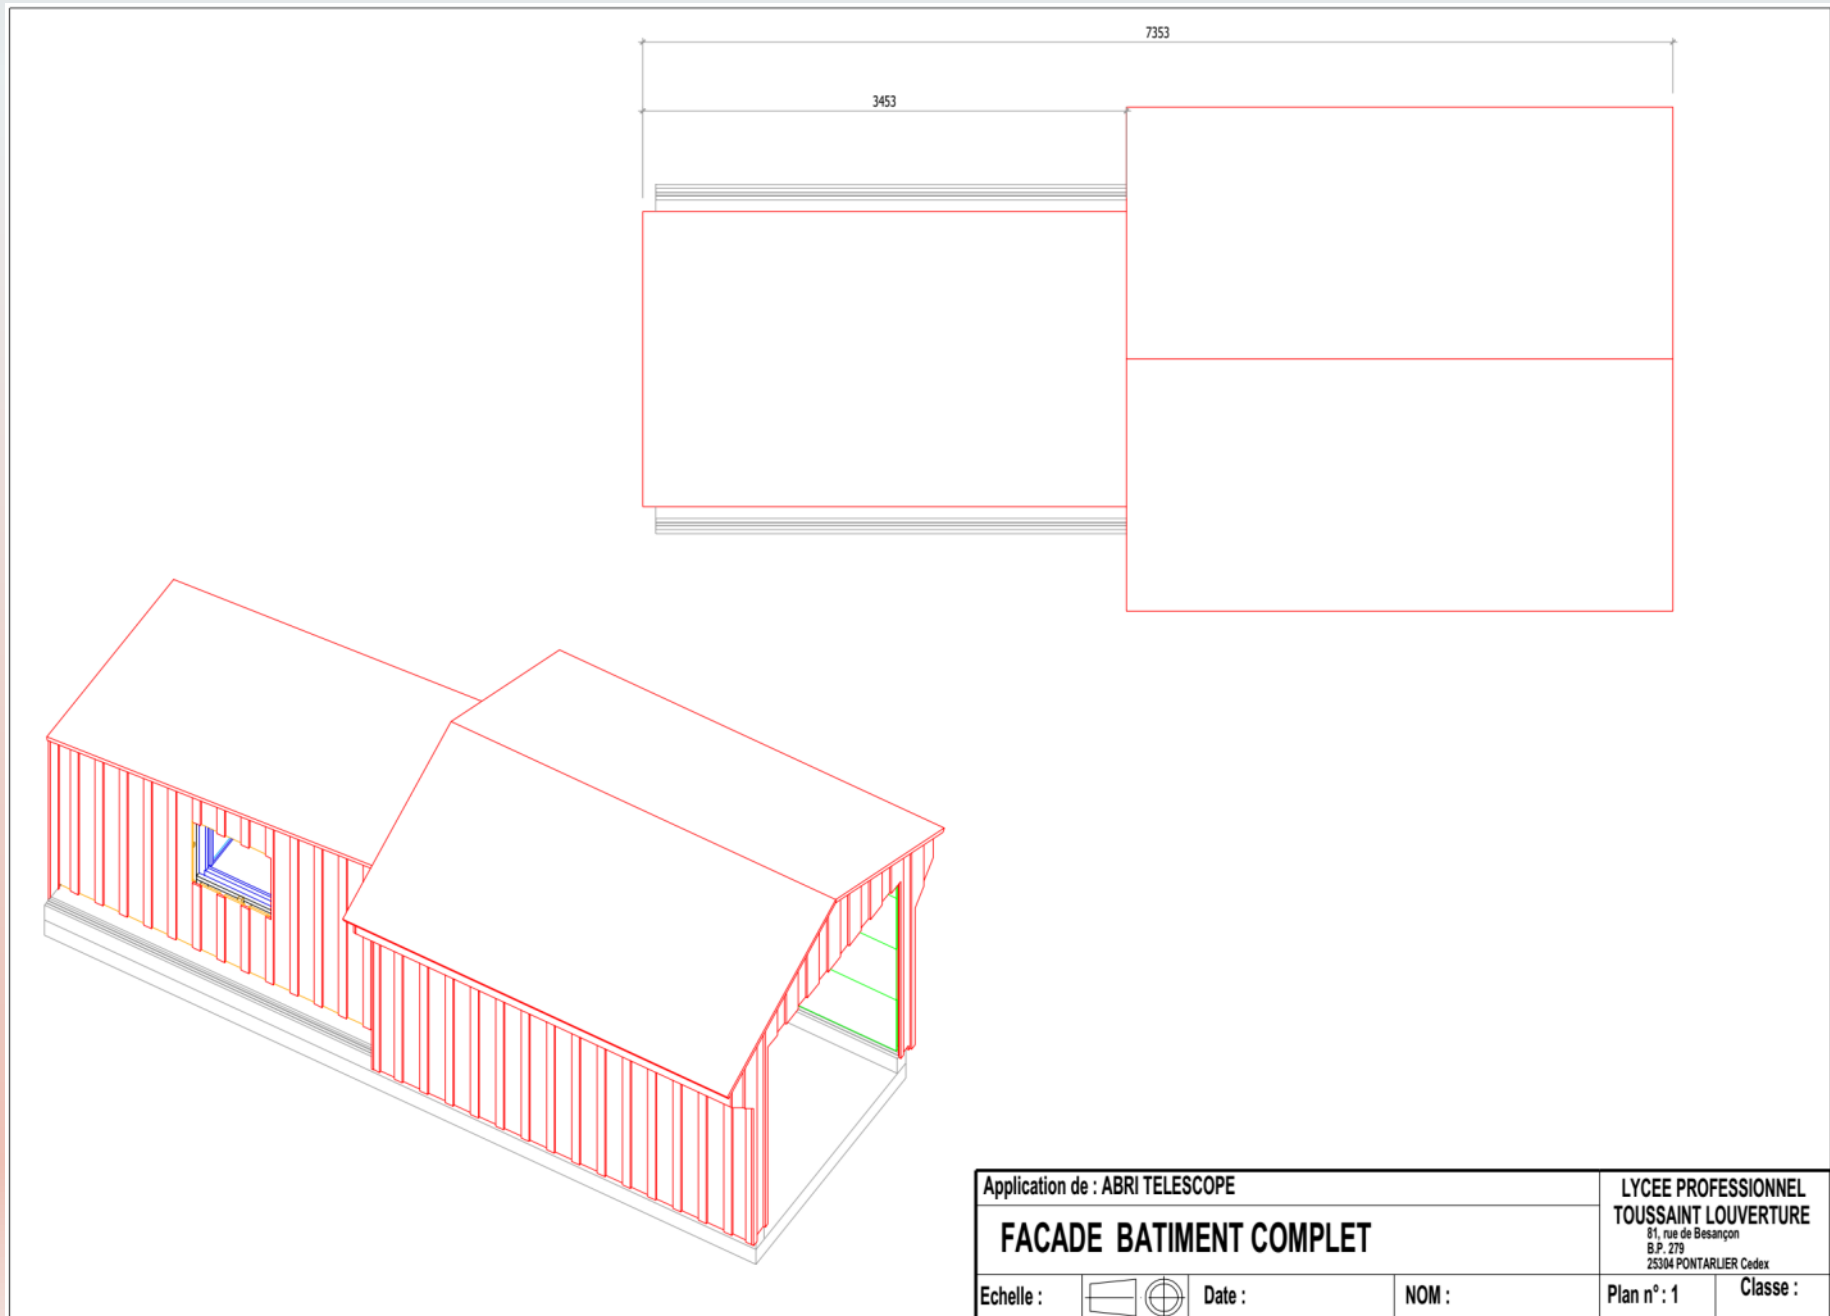 7353
3453
Application de : ABRI TELESCOPE
FACADE BATIMENT COMPLET
LYCEE PROFESSIONNEL
TOUSSAINT LOUVERTURE
81, rue de Besançon
B.P. 279
25304 PONTARLIER Cedex
Echelle :
Date :
NOM :
Plan n° : 1
Classe :